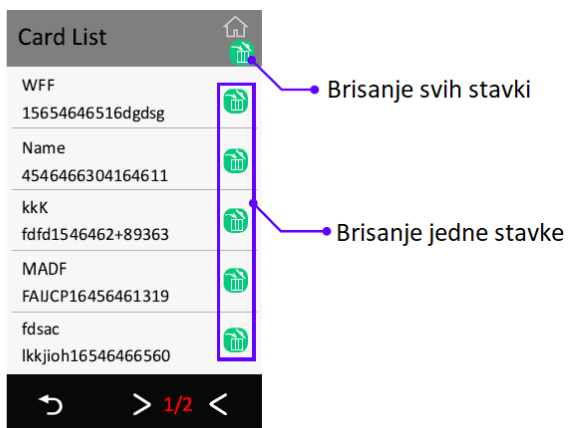 Card List
Brisanje svih stavki
WFF
15654646516dgdsg
Name
4546466304164611
kkK
fdfd1546462+89363
Brisanje jedne stavke
MADF
FAIJCP16456461319
fdsac
lkkjioh16546466560
> 1/2 <